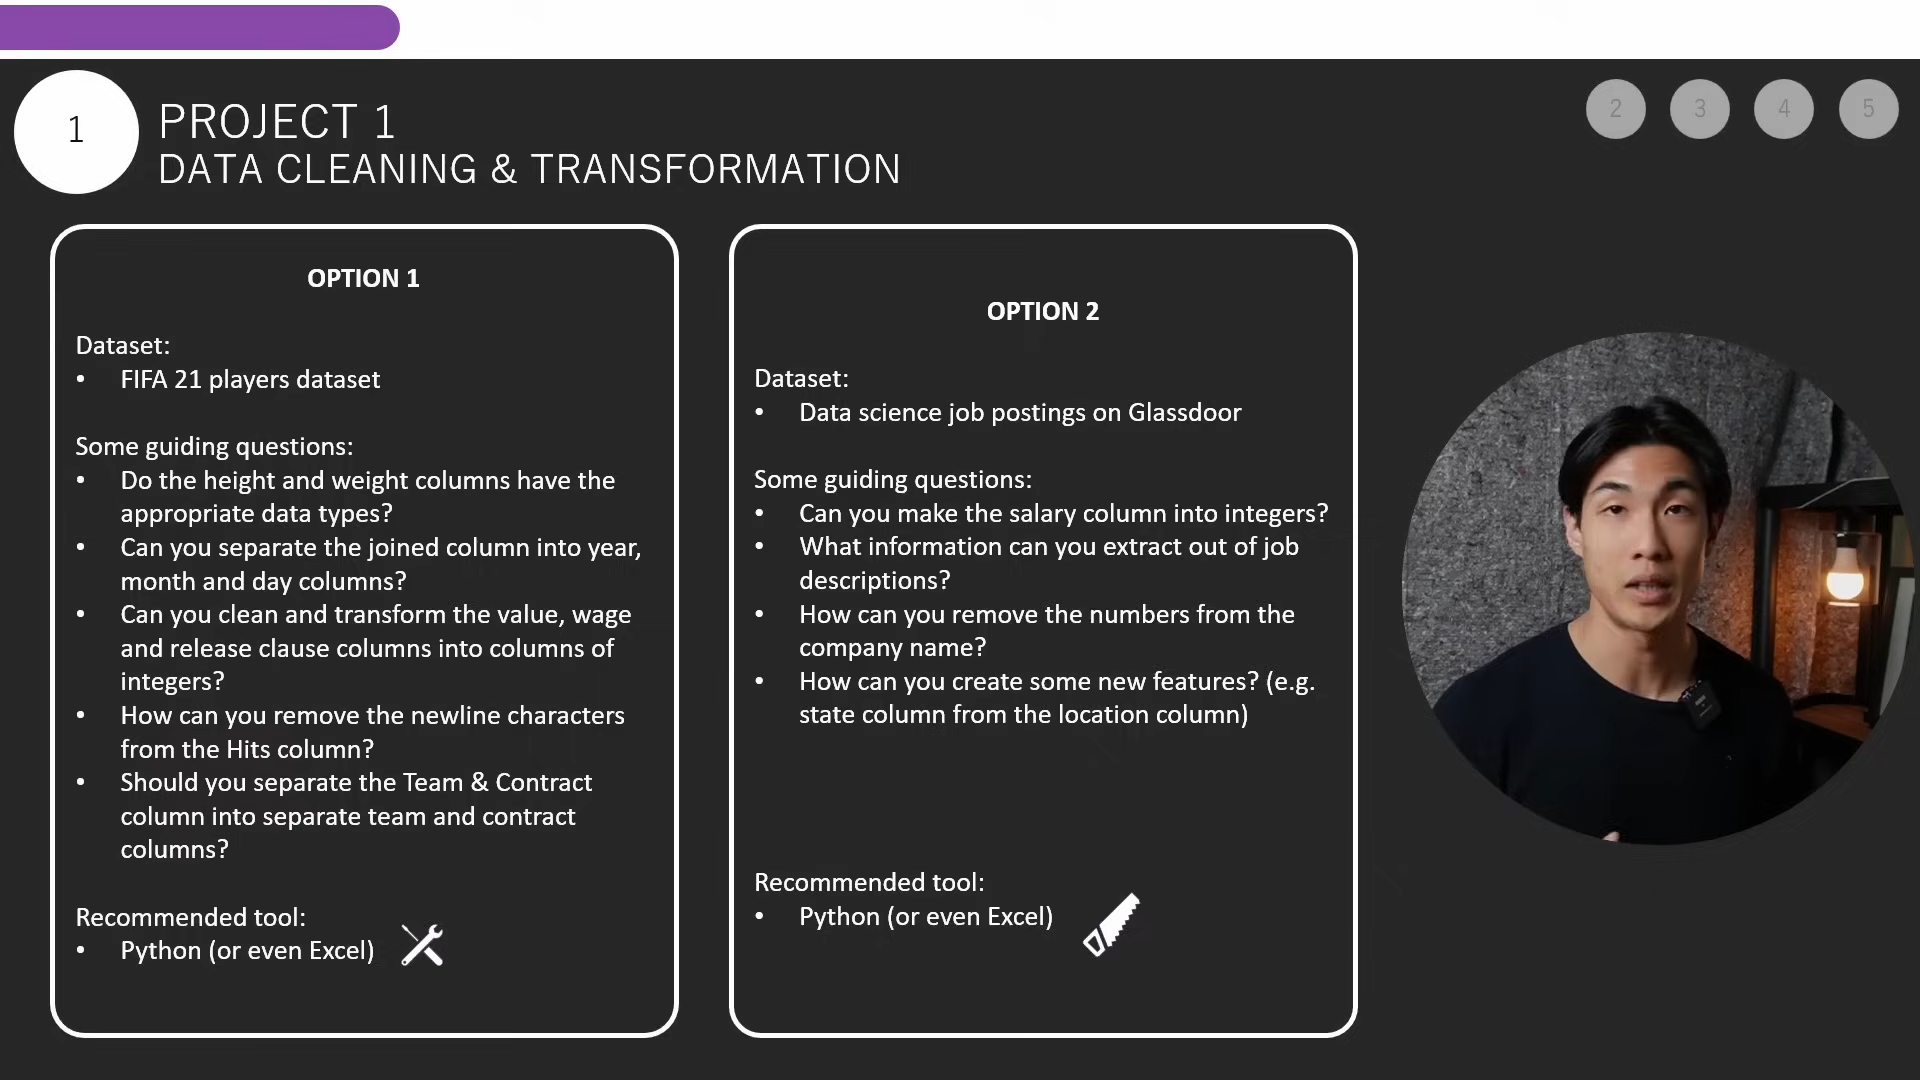 1
PROJECT 1
DATA CLEANING & TRANSFORMATION
2 3 4 5
OPTION 1
Dataset:
• FIFA 21 players dataset
Some guiding questions:
• Do the height and weight columns have the
appropriate data types?
• Can you separate the joined column into year,
month and day columns?
• Can you clean and transform the value, wage
and release clause columns into columns of
integers?
• How can you remove the newline characters
from the Hits column?
• Should you separate the Team & Contract
column into separate team and contract
columns?
Recommended tool:
• Python (or even Excel)
OPTION 2
Dataset:
• Data science job postings on Glassdoor
Some guiding questions:
• Can you make the salary column into integers?
• What information can you extract out of job
descriptions?
• How can you remove the numbers from the
company name?
• How can you create some new features? (e.g.
state column from the location column)
Recommended tool:
• Python (or even Excel)